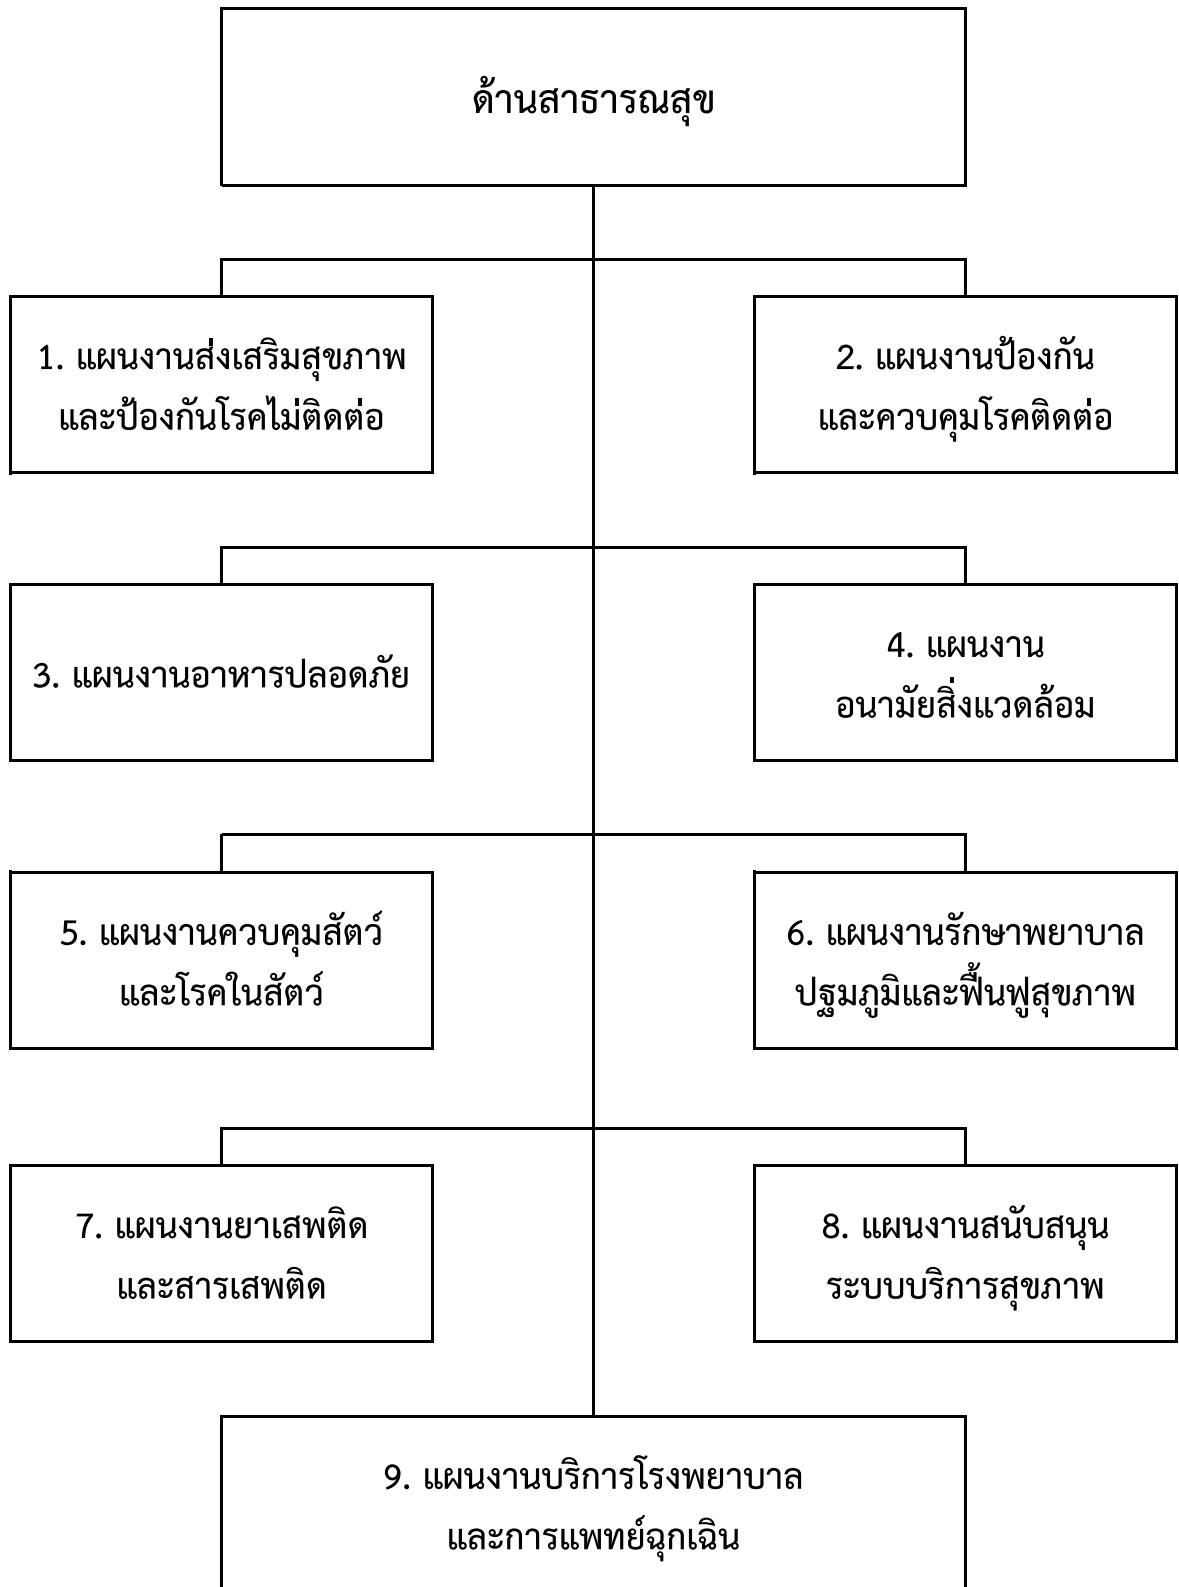 ด้านสาธารณสุข
1. แผนงานส่งเสริมสุขภาพ
และป้องกันโรคไม่ติดต่อ
2. แผนงานป้องกัน
และควบคุมโรคติดต่อ
3. แผนงานอาหารปลอดภัย
4. แผนงาน
อนามัยสิ่งแวดล้อม
5. แผนงานควบคุมสัตว์
และโรคในสัตว์
6. แผนงานรักษาพยาบาล
ปฐมภูมิและฟื้นฟูสุขภาพ
7. แผนงานยาเสพติด
และสารเสพติด
8. แผนงานสนับสนุน
ระบบบริการสุขภาพ
9. แผนงานบริการโรงพยาบาล
และการแพทย์ฉุกเฉิน